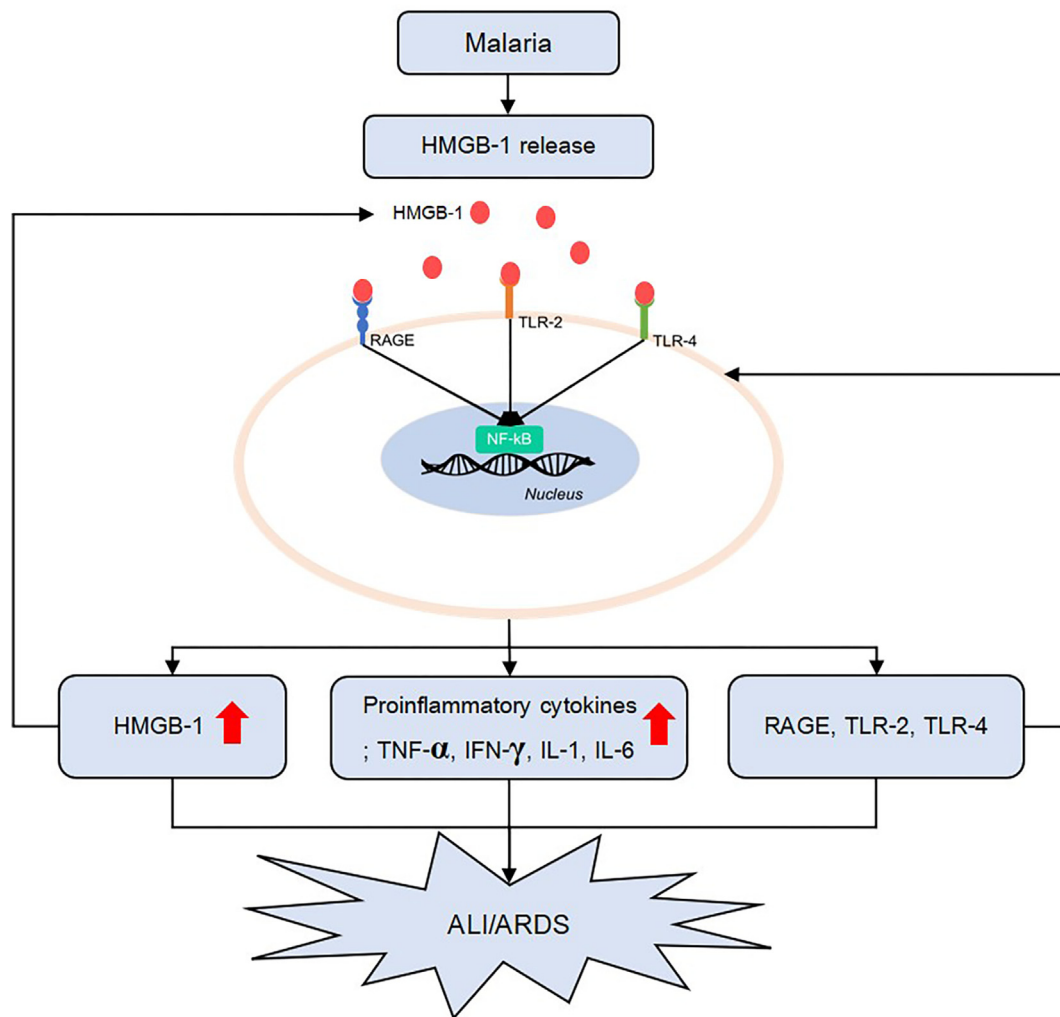 Malaria
HMGB-1 release
HMGB-1
RAGE
TLR-2
TLR-4
NF-kB
Nucleus
HMGB-1
Proinflammatory cytokines
; TNF-α, IFN-γ, IL-1, IL-6
RAGE, TLR-2, TLR-4
ALI/ARDS